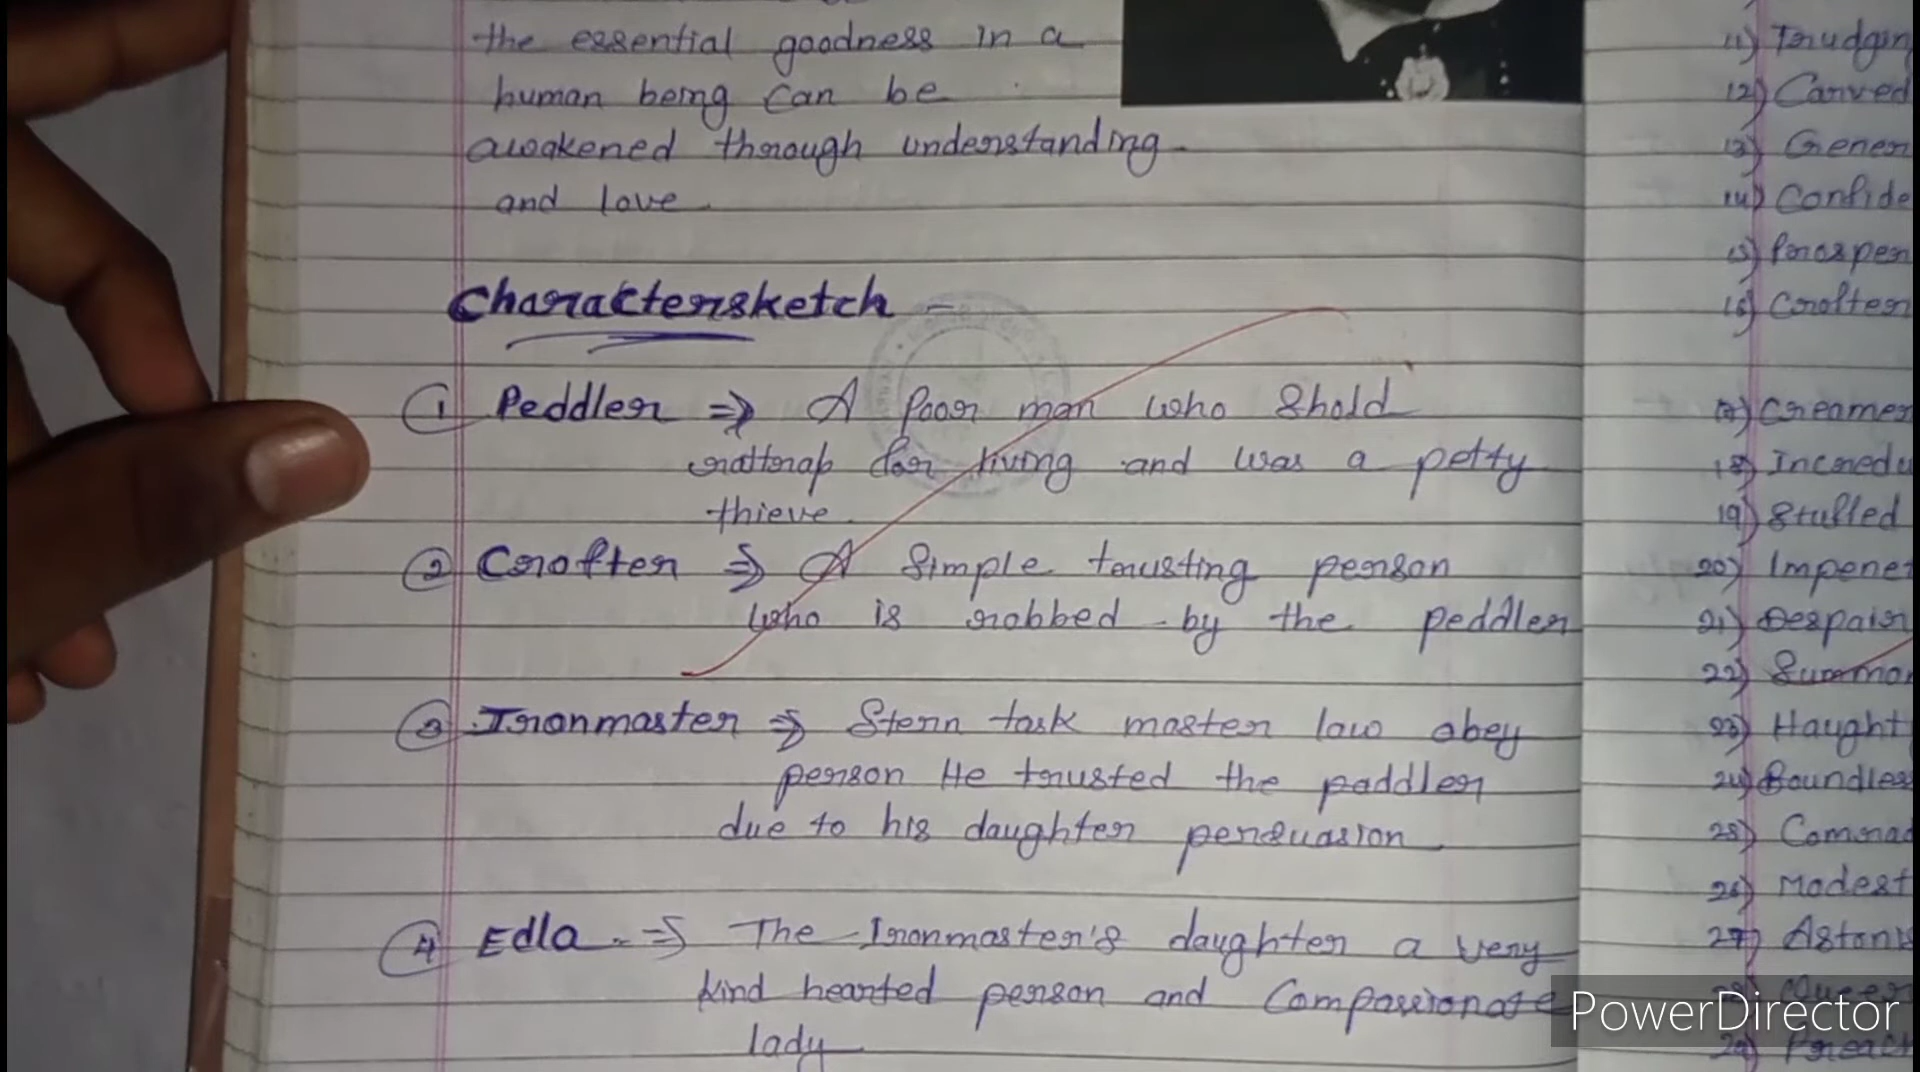 the essential goodness in a
human being can be
awakened through understanding
and love.
Charactersketch -
1 Peddler => A Poor man who Shold
rattrap for living and was a petty
thieve.
2 Crofter => A Simple trusting person
who is robbed by the peddler
3 Ironmaster => Stern task master law obey
person He trusted the paddler
due to his daughter persuasion
4 Edla => The Ironmaster's daughter a very
kind hearted person and Compassionate
lady
11) Trudgin
12) Carved
13) Gener
14) Confide
15) Prosper
16) Crofter
17) Creamer
18) Incredu
19) Stuffed
20) Impene
21) Despair
22) Summo
23) Haught
24) Boundles
25) Comrad
26) Modest
27) Astoni
28) Queer
29) Preach
PowerDirector